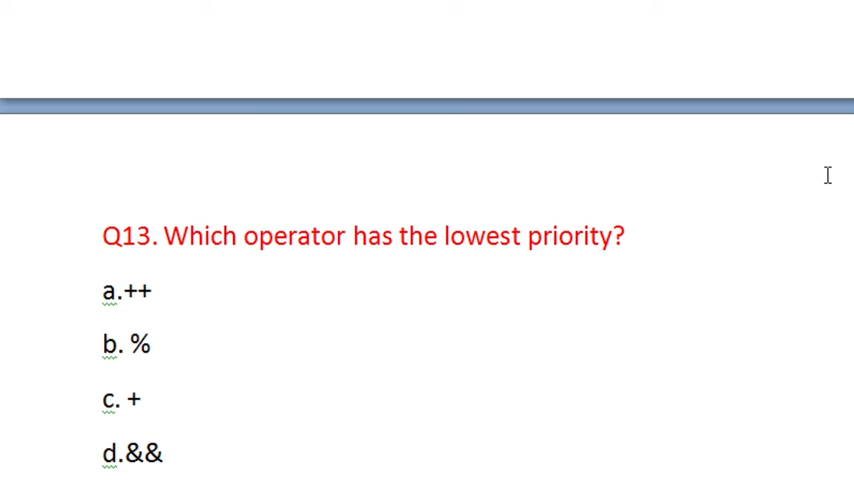 Q13. Which operator has the lowest priority?
a.++
b. %
c. +
d.&&